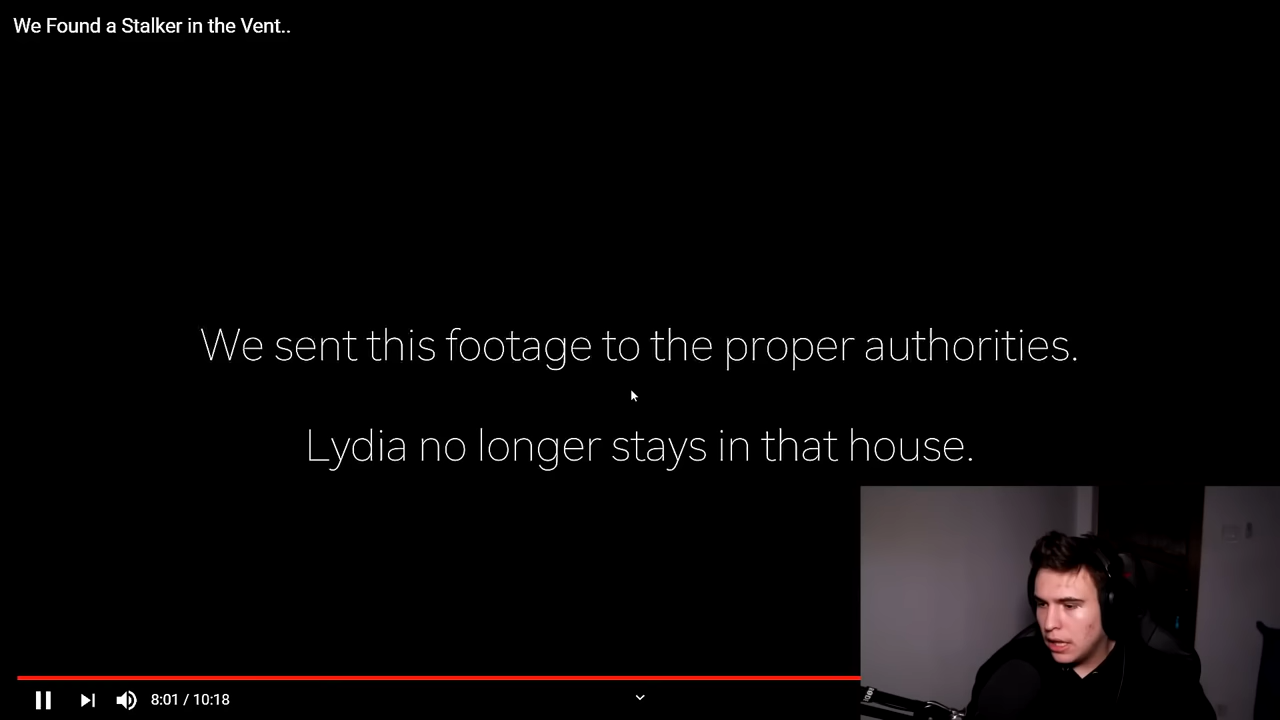 We Found a Stalker in the Vent..
We sent this footage to the proper authorities.
Lydia no longer stays in that house.
8:01 / 10:18